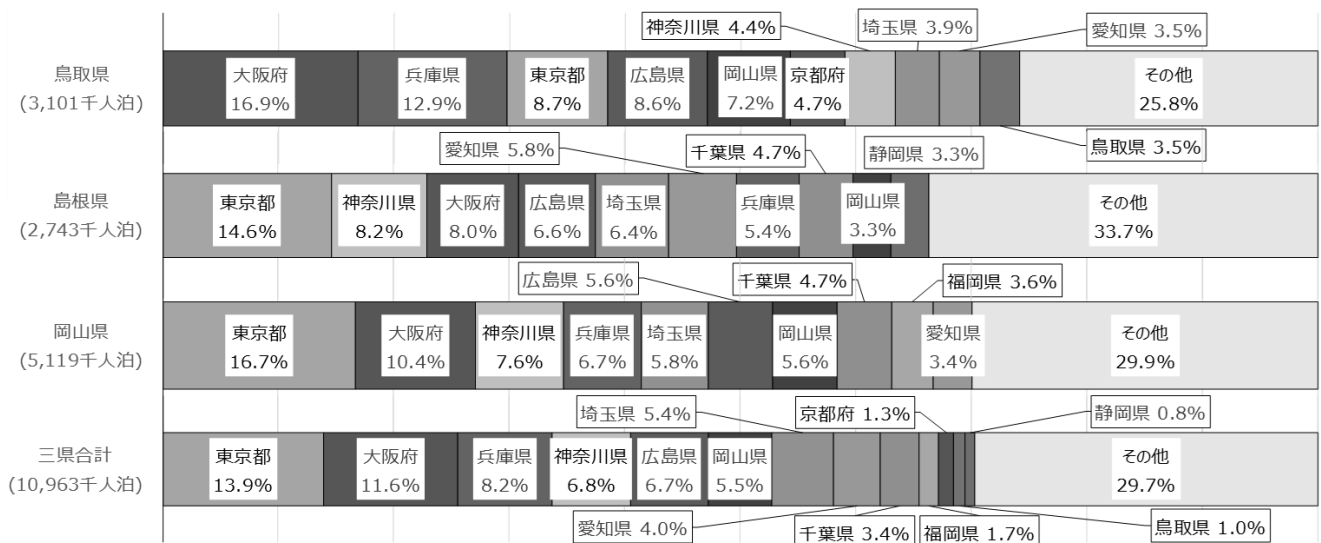 神奈川県 4.4%
埼玉県 3.9%
愛知県 3.5%
鳥取県
(3,101千人泊)
大阪府
16.9%
兵庫県
12.9%
東京都
8.7%
広島県
8.6%
岡山県
7.2%
京都府
4.7%
その他
25.8%
鳥取県 3.5%
愛知県 5.8%
千葉県 4.7%
静岡県 3.3%
島根県
(2,743千人泊)
東京都
14.6%
神奈川県
8.2%
大阪府
8.0%
広島県
6.6%
埼玉県
6.4%
兵庫県
5.4%
岡山県
3.3%
その他
33.7%
広島県 5.6%
千葉県 4.7%
福岡県 3.6%
岡山県
(5,119千人泊)
東京都
16.7%
大阪府
10.4%
神奈川県
7.6%
兵庫県
6.7%
埼玉県
5.8%
岡山県
5.6%
愛知県
3.4%
その他
29.9%
埼玉県 5.4%
京都府 1.3%
静岡県 0.8%
三県合計
(10,963千人泊)
東京都
13.9%
大阪府
11.6%
兵庫県
8.2%
神奈川県
6.8%
広島県
6.7%
岡山県
5.5%
その他
29.7%
愛知県 4.0%
千葉県 3.4%
福岡県 1.7%
鳥取県 1.0%